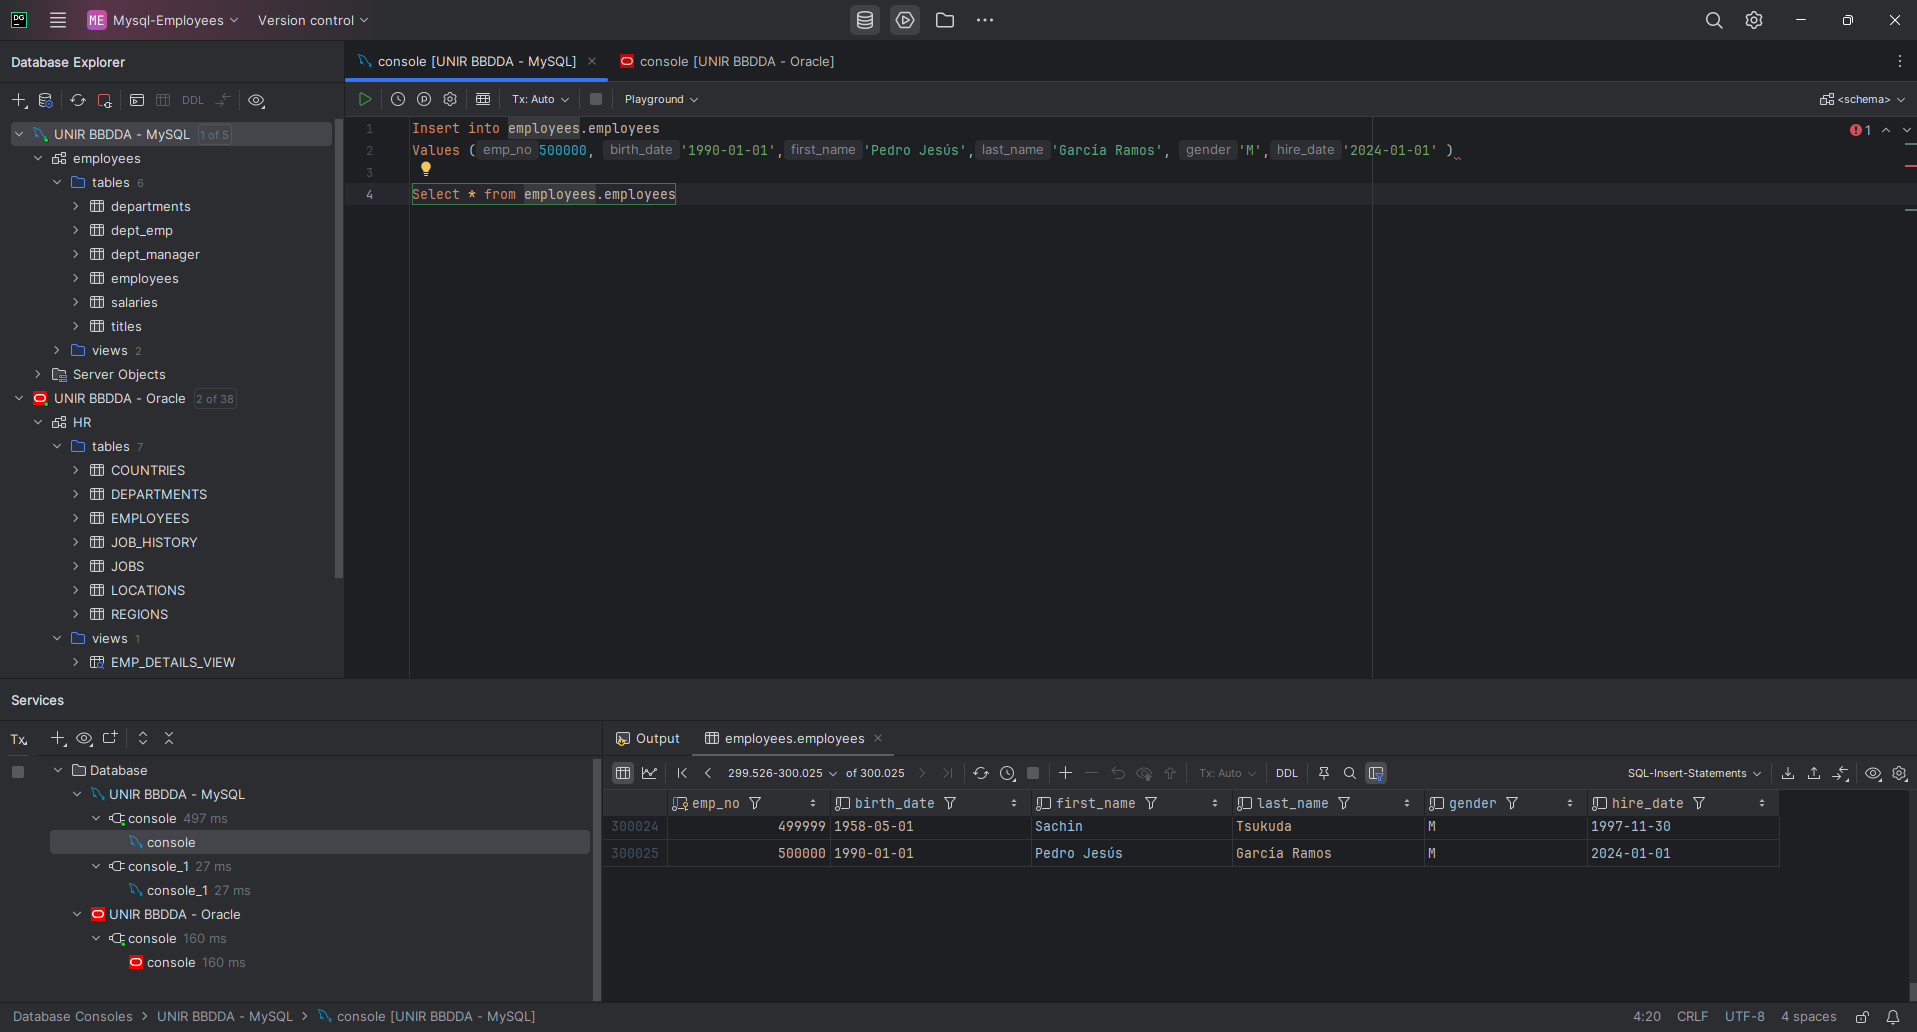 DG ME Mysql-Employees Version control
Database Explorer
console [UNIR BBDDA - MySQL] console [UNIR BBDDA - Oracle]
DDL Tx: Auto Playground <schema>
UNIR BBDDA - MySQL 1 of 5
employees
tables 6
departments
dept_emp
dept_manager
employees
salaries
titles
views 2
Server Objects
UNIR BBDDA - Oracle 2 of 38
HR
tables 7
COUNTRIES
DEPARTMENTS
EMPLOYEES
JOB_HISTORY
JOBS
LOCATIONS
REGIONS
views 1
EMP_DETAILS_VIEW
1 Insert into employees.employees 1
2 Values ( emp_no 500000, birth_date '1990-01-01', first_name 'Pedro Jesús', last_name 'García Ramos', gender 'M', hire_date '2024-01-01' )
3
4 Select * from employees.employees
Services
Tx
Database
UNIR BBDDA - MySQL
console 497 ms
console
console_1 27 ms
console_1 27 ms
UNIR BBDDA - Oracle
console 160 ms
console 160 ms
Output employees.employees
299.526-300.025 of 300.025 Tx: Auto DDL SQL-Insert-Statements
emp_no birth_date first_name last_name gender hire_date
300024 499999 1958-05-01 Sachin Tsukuda M 1997-11-30
300025 500000 1990-01-01 Pedro Jesús García Ramos M 2024-01-01
Database Consoles > UNIR BBDDA - MySQL > console [UNIR BBDDA - MySQL] 4:20 CRLF UTF-8 4 spaces